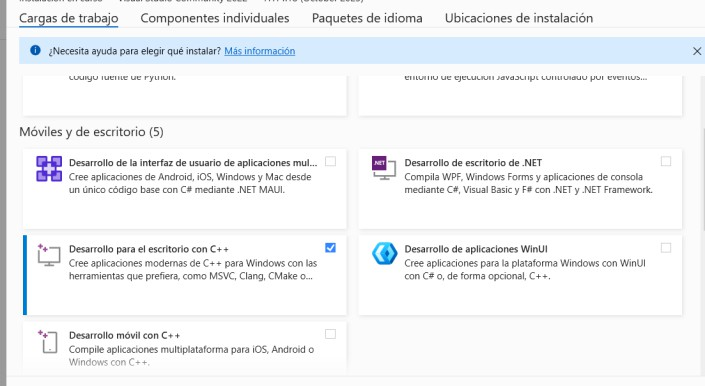 Cargas de trabajo Componentes individuales Paquetes de idioma Ubicaciones de instalación
¿Necesita ayuda para elegir qué instalar? Más información
código fuente de Python.
entorno de ejecución JavaScript controlado por eventos...
Móviles y de escritorio (5)
Desarrollo de la interfaz de usuario de aplicaciones mul...
Cree aplicaciones de Android, iOS, Windows y Mac desde
un único código base con C# mediante .NET MAUI.
.NET
Desarrollo de escritorio de .NET
Compila WPF, Windows Forms y aplicaciones de consola
mediante C#, Visual Basic y F# con .NET y .NET Framework.
Desarrollo para el escritorio con C++
Cree aplicaciones modernas de C++ para Windows con las
herramientas que prefiera, como MSVC, Clang, CMake o...
Desarrollo de aplicaciones WinUI
Cree aplicaciones para la plataforma Windows con WinUI
con C# o, de forma opcional, C++.
Desarrollo móvil con C++
Compile aplicaciones multiplataforma para iOS, Android o
Windows con C++.